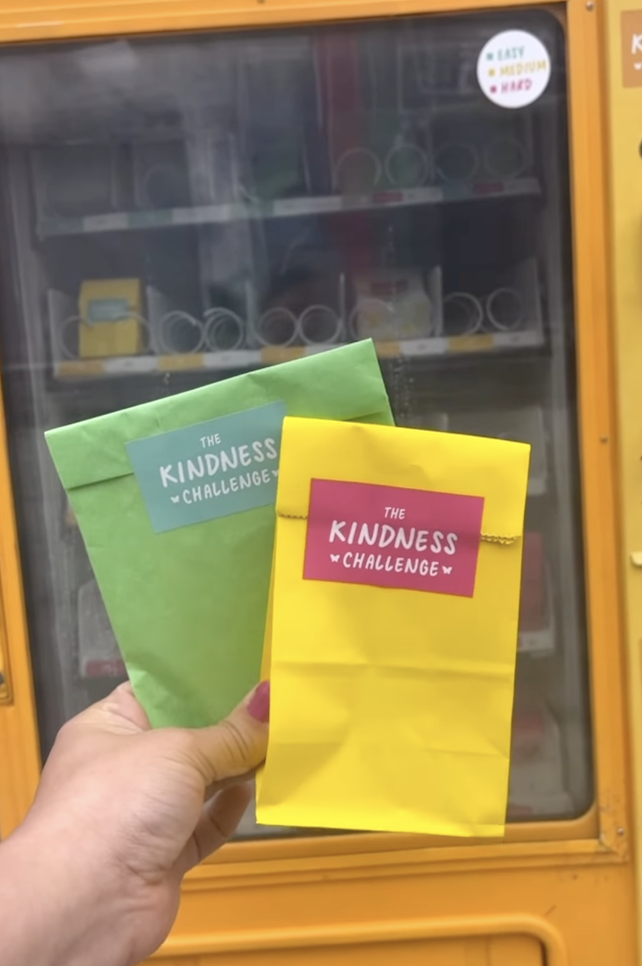 EASY
MEDIUM
HARD
THE
KINDNESS
CHALLENGE
THE
KINDNESS
CHALLENGE